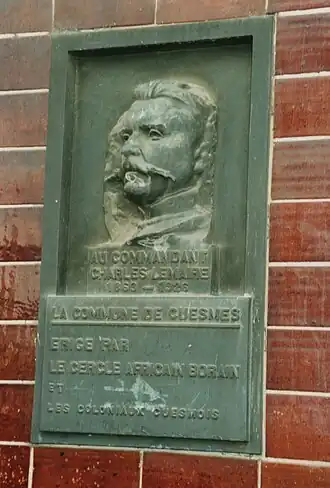 AU COMMANDANT
CHARLES LEMAIRE
1863 — 1926
LA COMMUNE DE CUESMES
ERIGE PAR
LE CERCLE AFRICAIN BORAIN
ET
LES COLONIAUX CUESMOIS